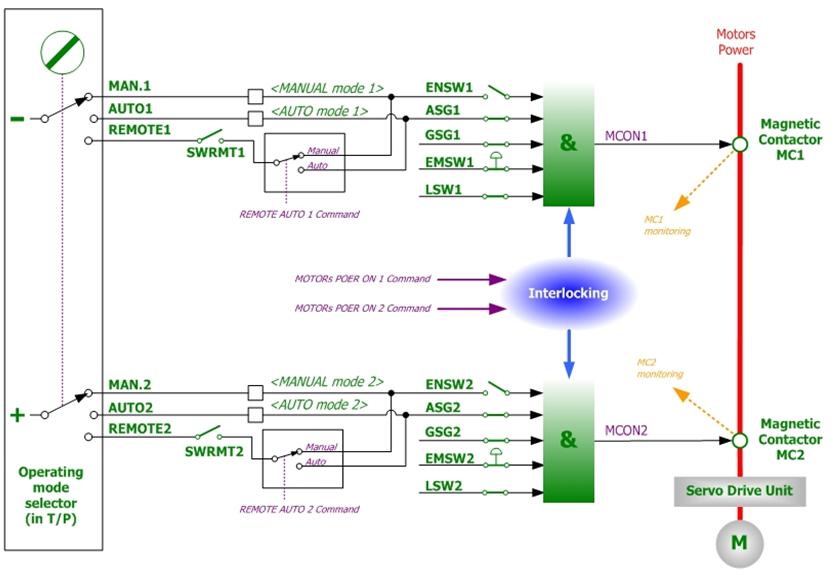 Motors
Power
MAN.1
<MANUAL mode 1>
ENSW1
AUTO1
<AUTO mode 1>
ASG1
REMOTE1
SWRMT1
Manual
Auto
GSG1
EMSW1
LSW1
&
MCON1
Magnetic
Contactor
MC1
REMOTE AUTO 1 Command
MC1
monitoring
MOTORs POER ON 1 Command
MOTORs POER ON 2 Command
Interlocking
MC2
monitoring
MAN.2
<MANUAL mode 2>
ENSW2
AUTO2
<AUTO mode 2>
ASG2
REMOTE2
SWRMT2
Manual
Auto
GSG2
EMSW2
LSW2
&
MCON2
Magnetic
Contactor
MC2
Operating
mode
selector
(in T/P)
REMOTE AUTO 2 Command
Servo Drive Unit
M